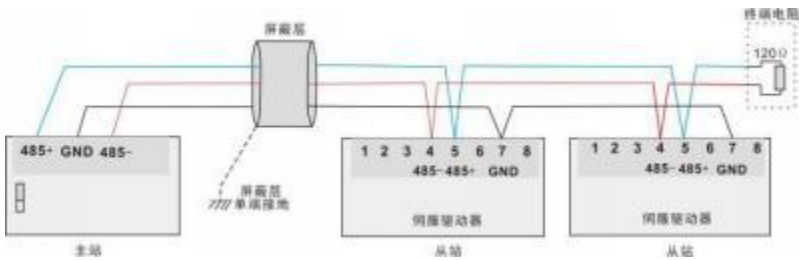 终端电阻
屏蔽层
120Ω
485+ GND 485-
1 2 3 4 5 6 7 8
485- 485+ GND
1 2 3 4 5 6 7 8
485- 485+ GND
屏蔽层
单端接地
伺服驱动器
伺服驱动器
主站
从站
从站